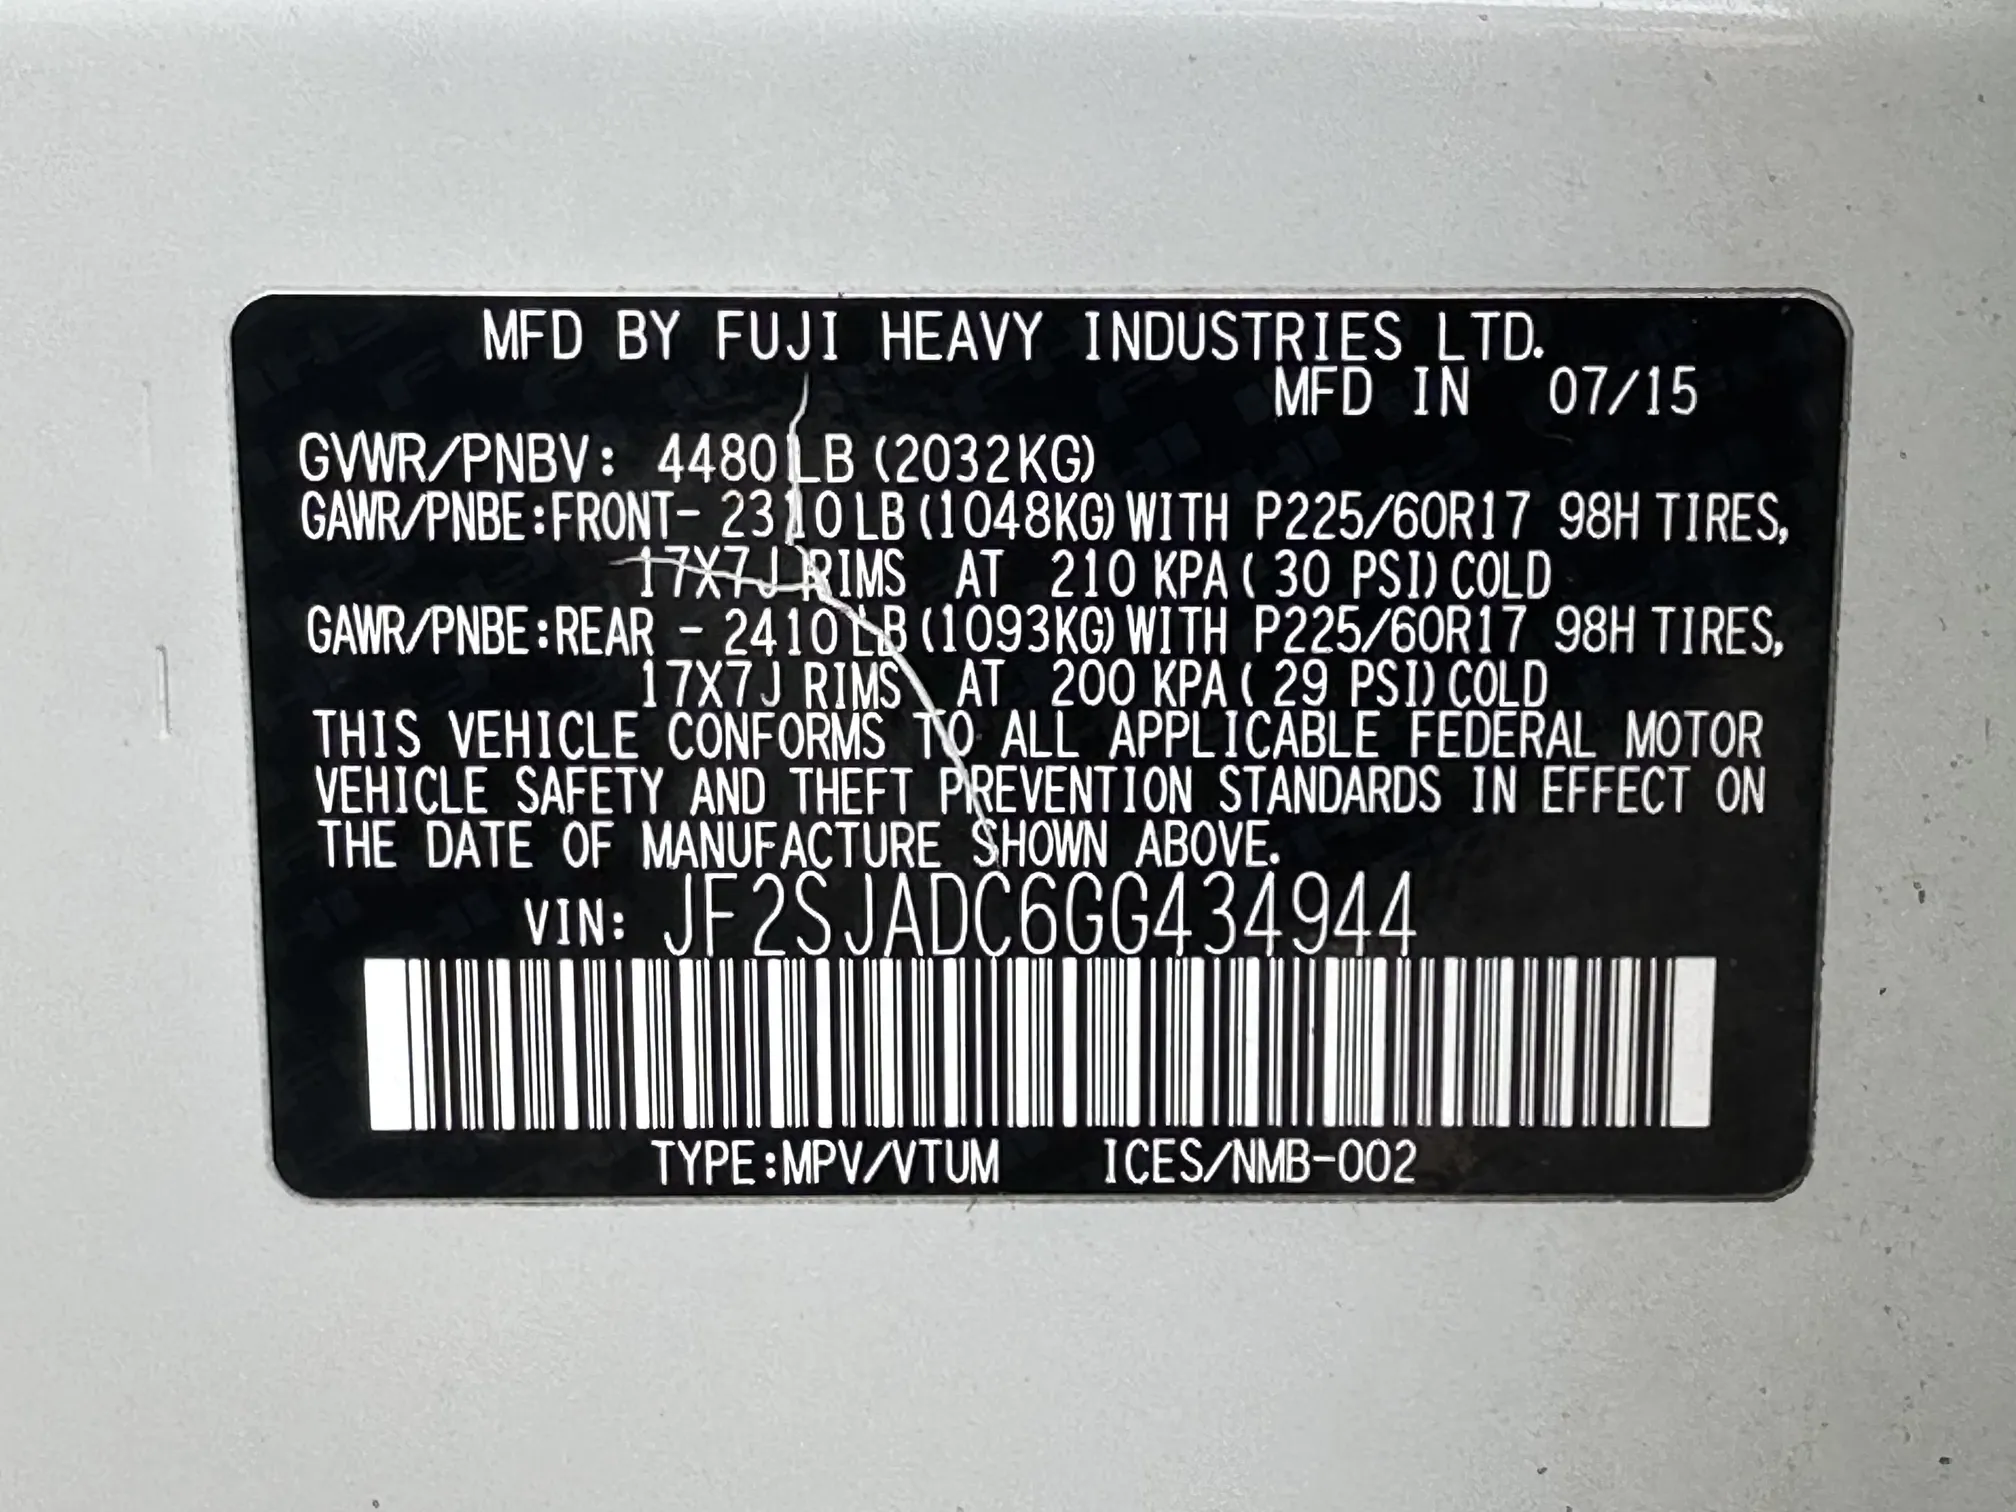 MFD BY FUJI HEAVY INDUSTRIES LTD.
MFD IN 07/15
GVWR/PNBV: 4480 LB (2032KG)
GAWR/PNBE:FRONT- 2310 LB (1048KG) WITH P225/60R17 98H TIRES,
17X7J RIMS AT 210 KPA ( 30 PSI) COLD
GAWR/PNBE:REAR - 2410 LB (1093KG) WITH P225/60R17 98H TIRES,
17X7J RIMS AT 200 KPA ( 29 PSI) COLD
THIS VEHICLE CONFORMS TO ALL APPLICABLE FEDERAL MOTOR
VEHICLE SAFETY AND THEFT PREVENTION STANDARDS IN EFFECT ON
THE DATE OF MANUFACTURE SHOWN ABOVE.
VIN: JF2SJADC6GG434944
TYPE:MPV/VTUM ICES/NMB-002